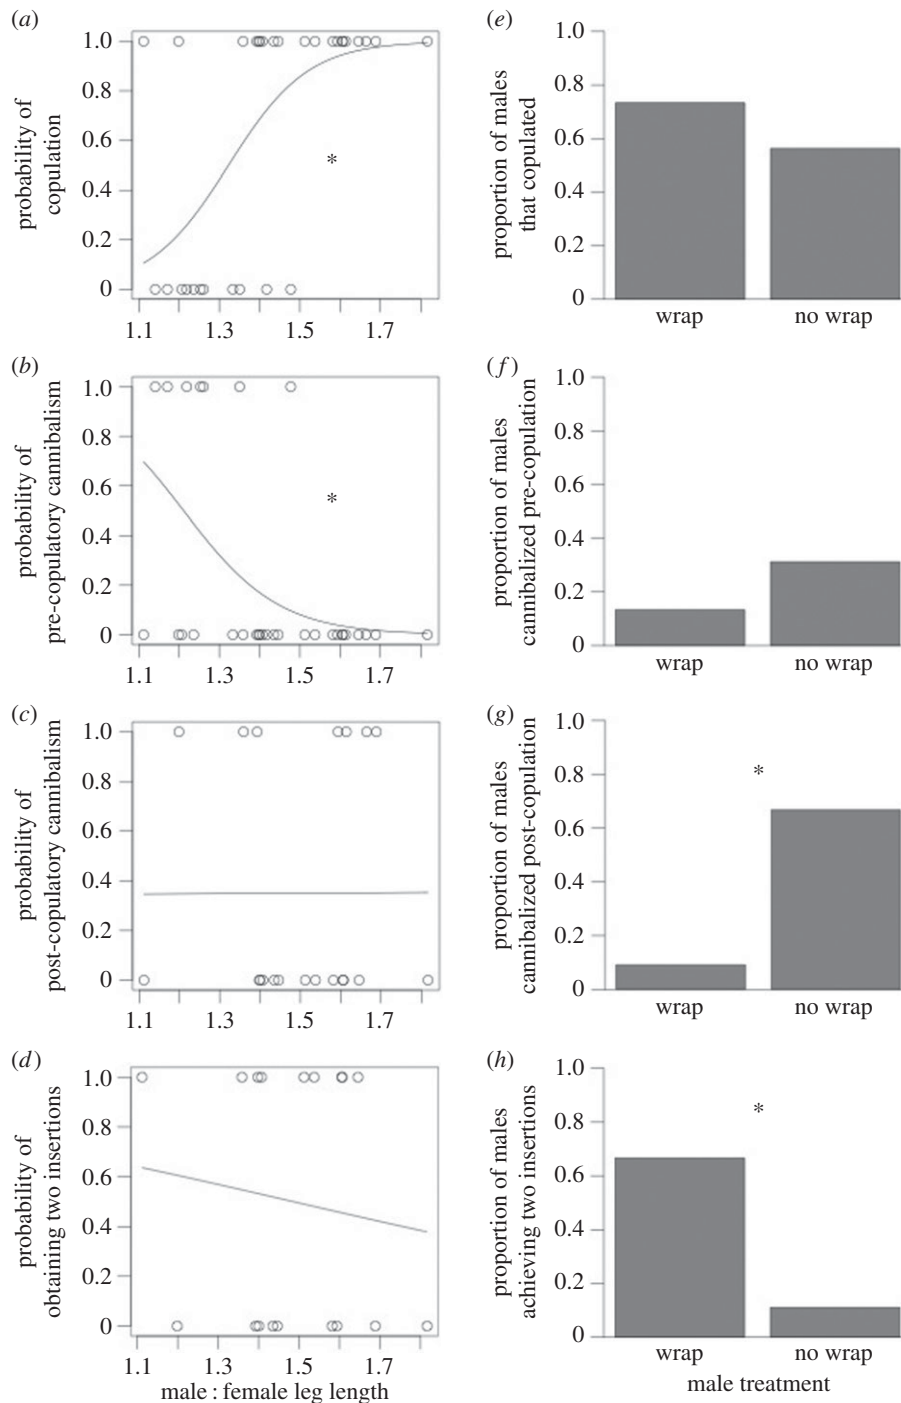 (a)
1.0
0.8
0.6
0.4
0.2
0
probability of
copulation
*
1.1 1.3 1.5 1.7
(e)
1.0
0.8
0.6
0.4
0.2
0
proportion of males
that copulated
wrap no wrap
(b)
1.0
0.8
0.6
0.4
0.2
0
probability of
pre-copulatory cannibalism
*
1.1 1.3 1.5 1.7
(f)
1.0
0.8
0.6
0.4
0.2
0
proportion of males
cannibalized pre-copulation
wrap no wrap
(c)
1.0
0.8
0.6
0.4
0.2
0
probability of
post-copulatory cannibalism
1.1 1.3 1.5 1.7
(g)
1.0
0.8
0.6
0.4
0.2
0
proportion of males
cannibalized post-copulation
*
wrap no wrap
(d)
1.0
0.8
0.6
0.4
0.2
0
probability of
obtaining two insertions
1.1 1.3 1.5 1.7
male : female leg length
(h)
1.0
0.8
0.6
0.4
0.2
0
proportion of males
achieving two insertions
*
wrap no wrap
male treatment